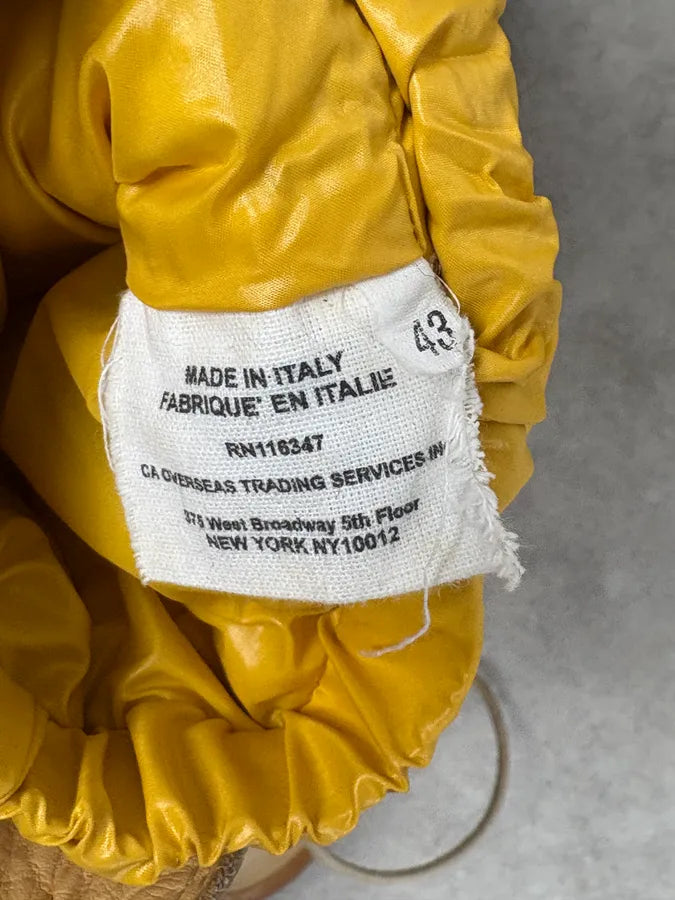 43
MADE IN ITALY
FABRIQUE' EN ITALIE
RN116347
CA OVERSEAS TRADING SERVICES IN
375 West Broadway 5th Floor
NEW YORK NY10012